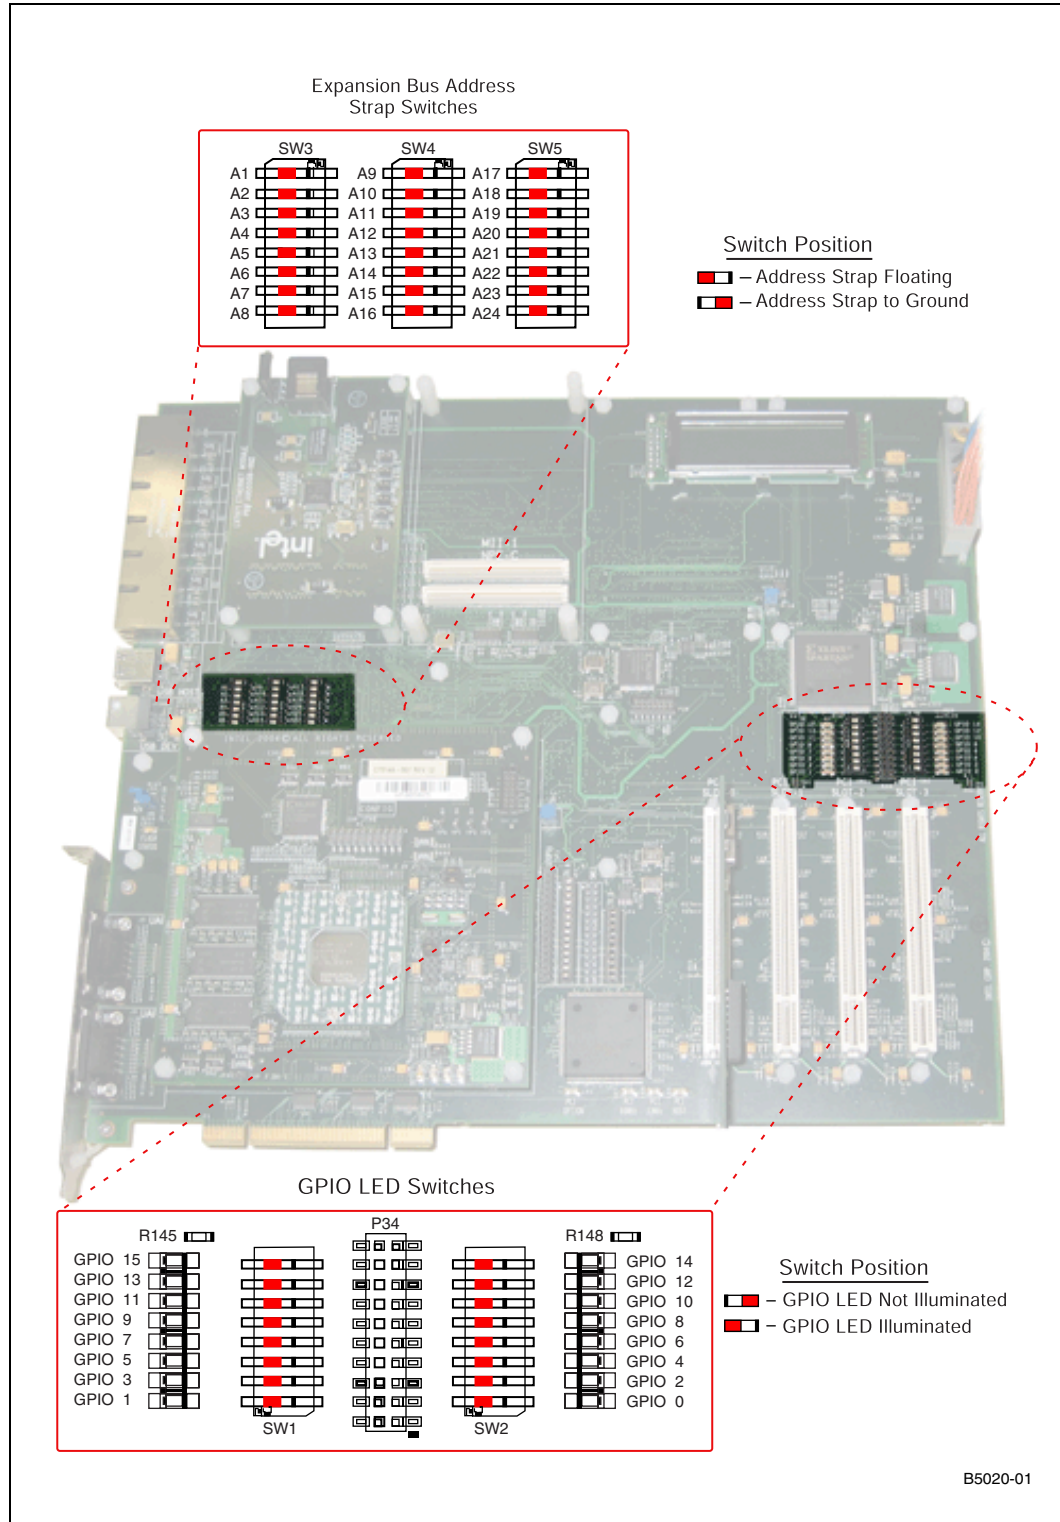 Expansion Bus Address
Strap Switches
SW3 SW4 SW5
A1 A9 A17
A2 A10 A18
A3 A11 A19
A4 A12 A20
A5 A13 A21
A6 A14 A22
A7 A15 A23
A8 A16 A24
Switch Position
– Address Strap Floating
– Address Strap to Ground
intel
MII-1
XILINX
GPIO LED Switches
R145 P34 R148
GPIO 15 GPIO 14
GPIO 13 GPIO 12
GPIO 11 GPIO 10
GPIO 9 GPIO 8
GPIO 7 GPIO 6
GPIO 5 GPIO 4
GPIO 3 GPIO 2
GPIO 1 GPIO 0
SW1 SW2
Switch Position
– GPIO LED Not Illuminated
– GPIO LED Illuminated
B5020-01